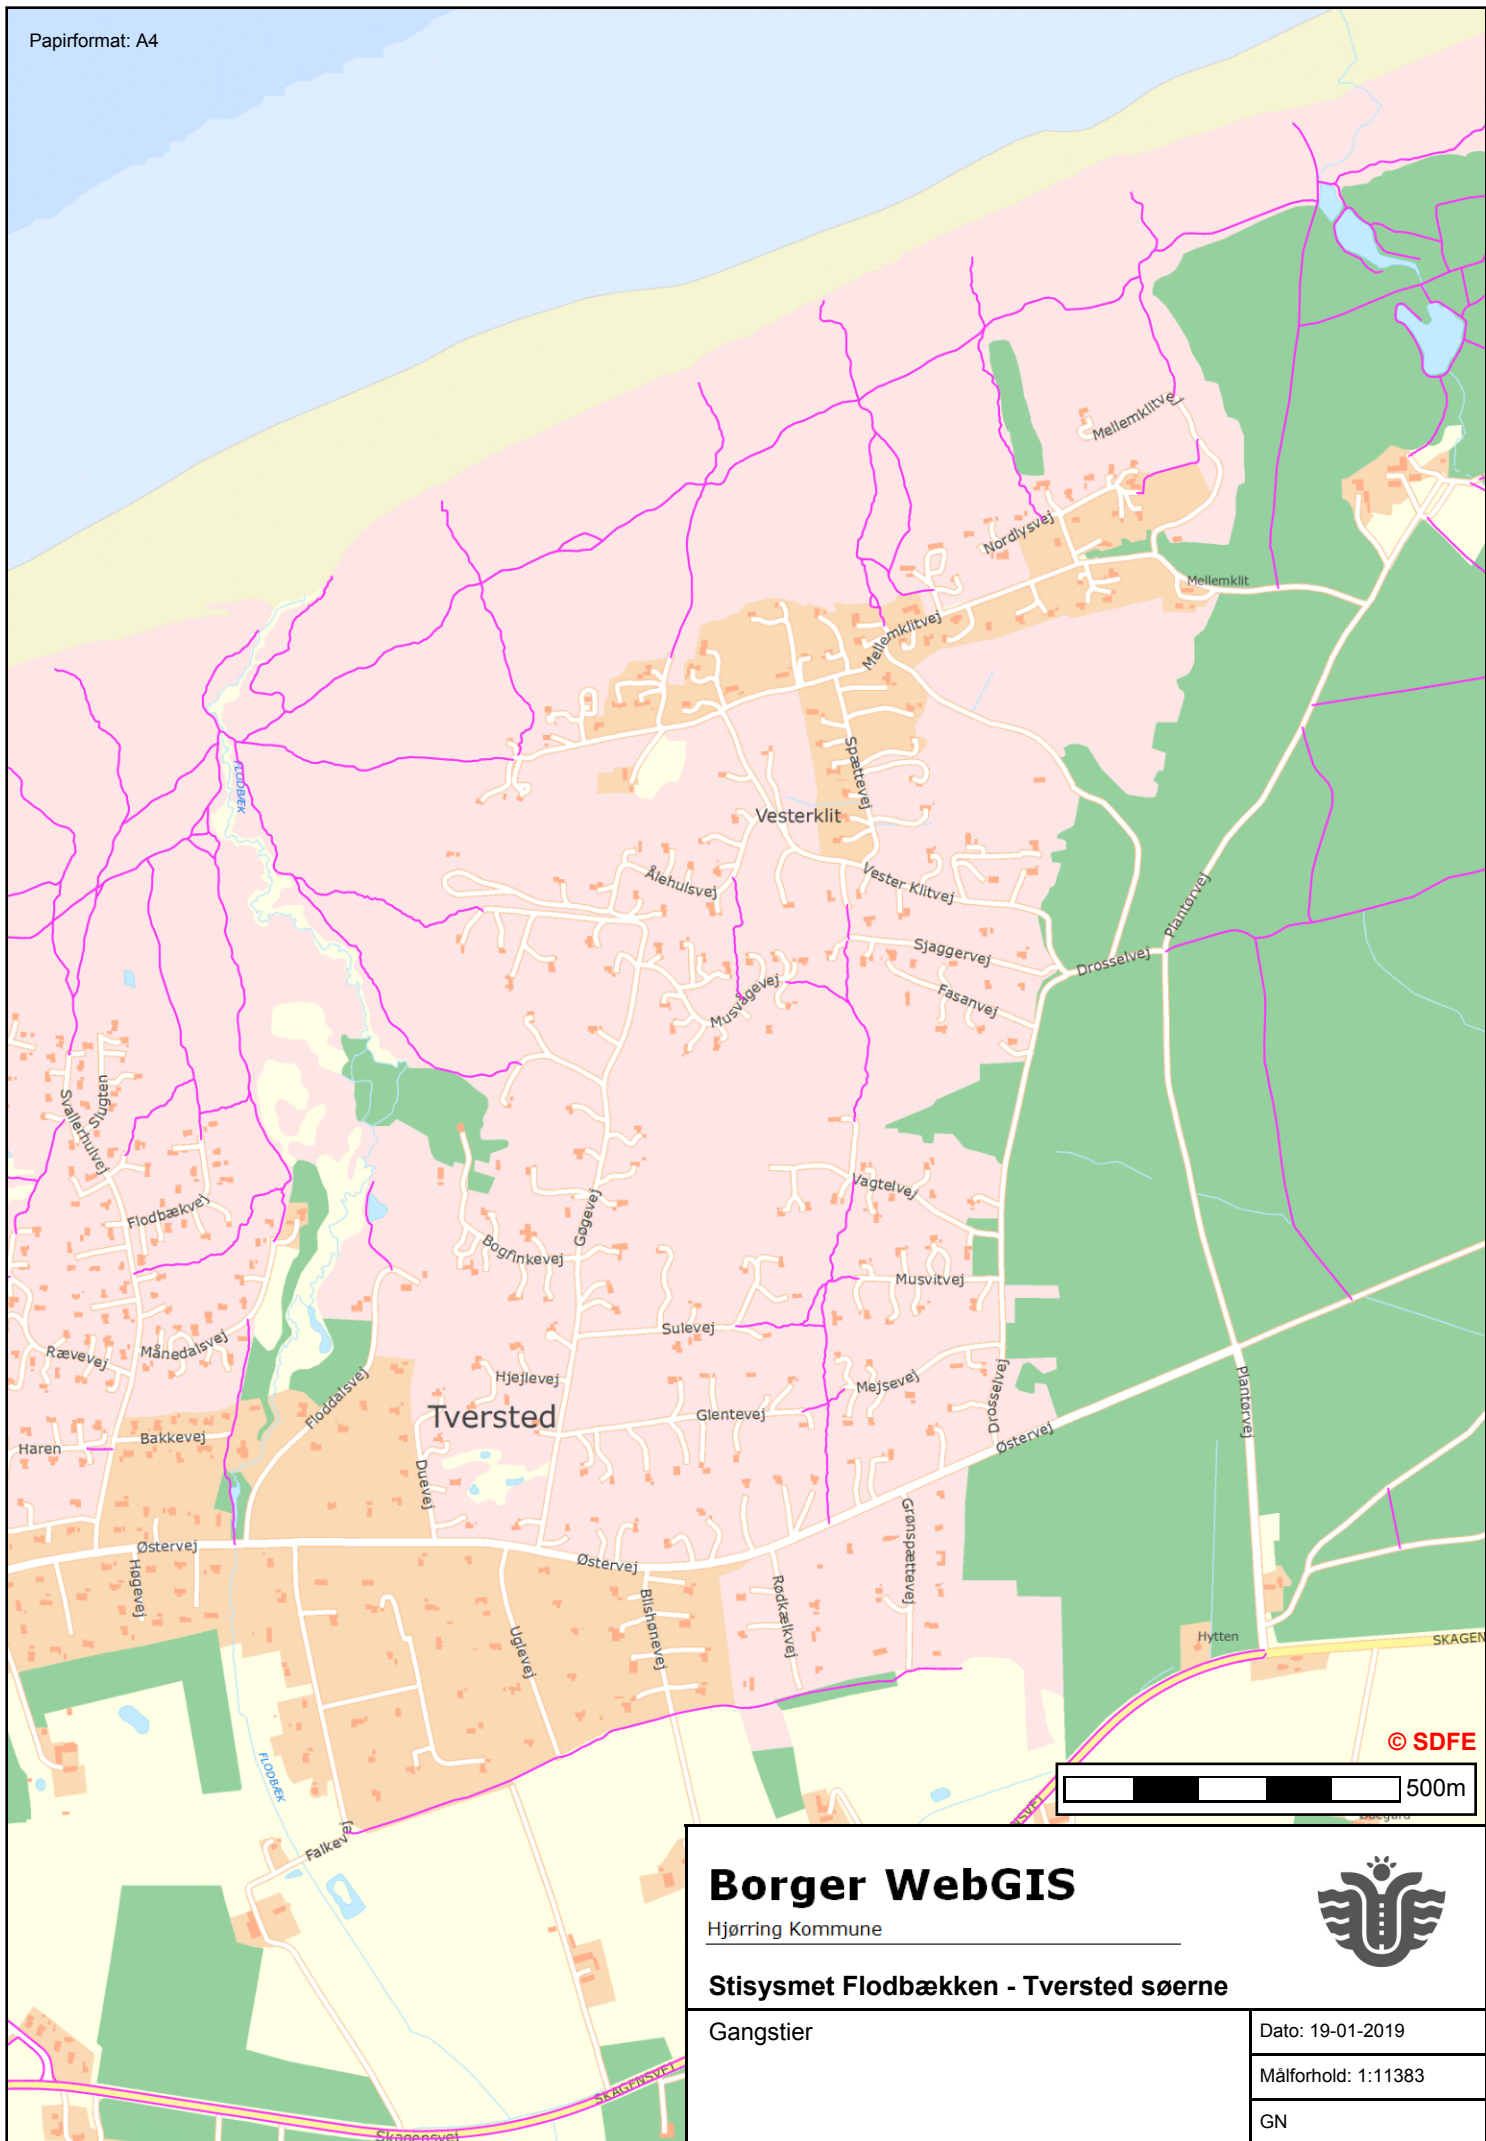 Papirformat: A4
Mellemklitvej
Nordlysvej
Mellemklit
Mellemklitvej
Spættevej
FLODBÆK
Vesterklit
Ålehulsvej
Vester Klitvej
Plantørvej
Sjaggervej
Drosselvej
Musvågevej
Fasanvej
Slugten
Svallerhulvej
Vagtelvej
Flodbækvej
Gøgevej
Bogfinkevej
Musvitvej
Sulevej
Månedalsvej
Rævevej
Hjejlevej
Mejsevej
Drosselvej
Plantørvej
Floddalsvej
Tversted
Glentevej
Haren
Bakkevej
Østervej
Duevej
Grønspættevej
Østervej
Østervej
Høgevej
Rødkælkvej
Blishønevej
Uglevej
Hytten
SKAGEN
© SDFE
FLODBÆK
500m
Falkevej
Borger WebGIS
Hjørring Kommune
Stisysmet Flodbækken - Tversted søerne
Gangstier
Dato: 19-01-2019
Målforhold: 1:11383
GN
SKAGENSVEJ
Skagensvej